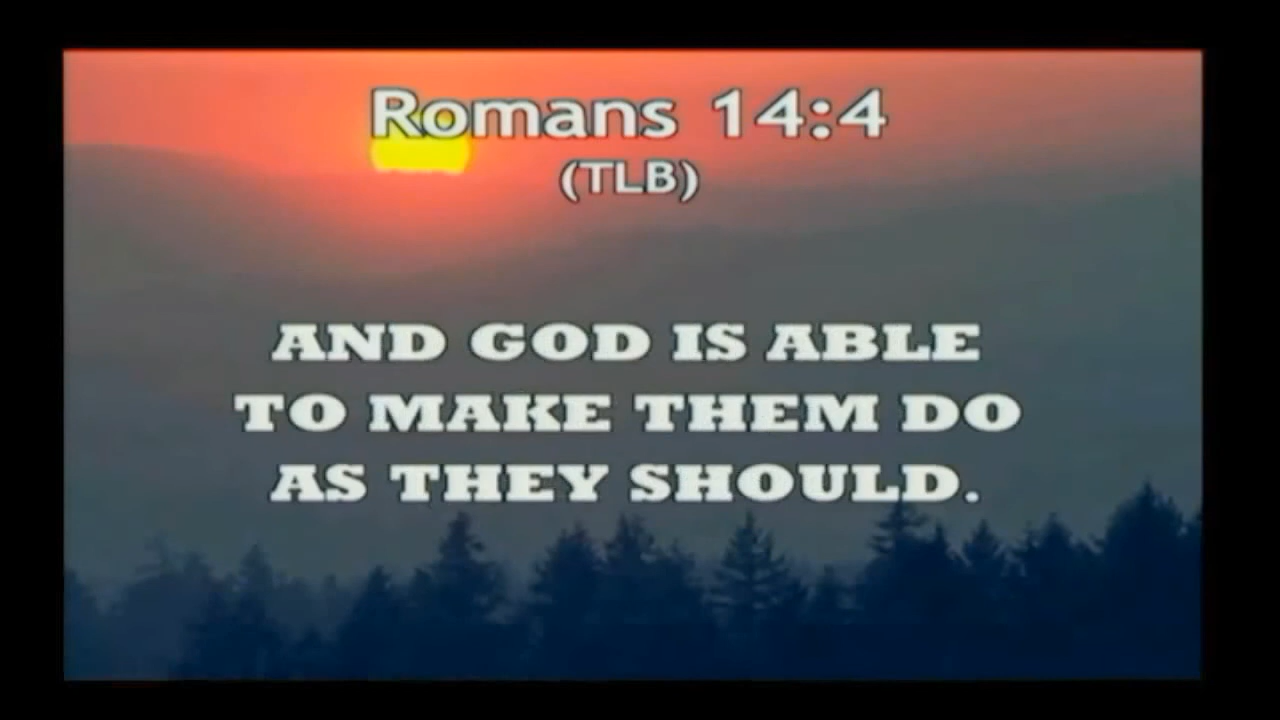 Romans 14:4
(TLB)
AND GOD IS ABLE
TO MAKE THEM DO
AS THEY SHOULD.